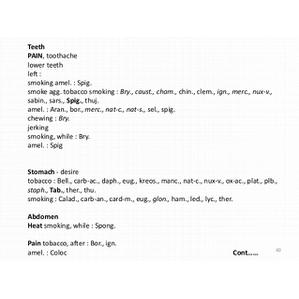 Teeth
PAIN, toothache
lower teeth
left :
smoking amel. : Spig.
smoke agg. tobacco smoking : Bry., caust., cham., chin., clem., ign., merc., nux-v.,
sabin., sars., Spig., thuj.
amel. : Aran., bor., merc., nat-c., nat-s., sel., spig.
chewing : Bry.
jerking
smoking, while : Bry.
amel. : Spig
Stomach - desire
tobacco : Bell., carb-ac., daph., eug., kreos., manc., nat-c., nux-v., ox-ac., plat., plb.,
staph., Tab., ther., thu.
smoking : Calad., carb-an., card-m., eug., glon., ham., led., lyc., ther.
Abdomen
Heat smoking, while : Spong.
Pain tobacco, after : Bor., ign.
amel. : Coloc
Cont.....
40